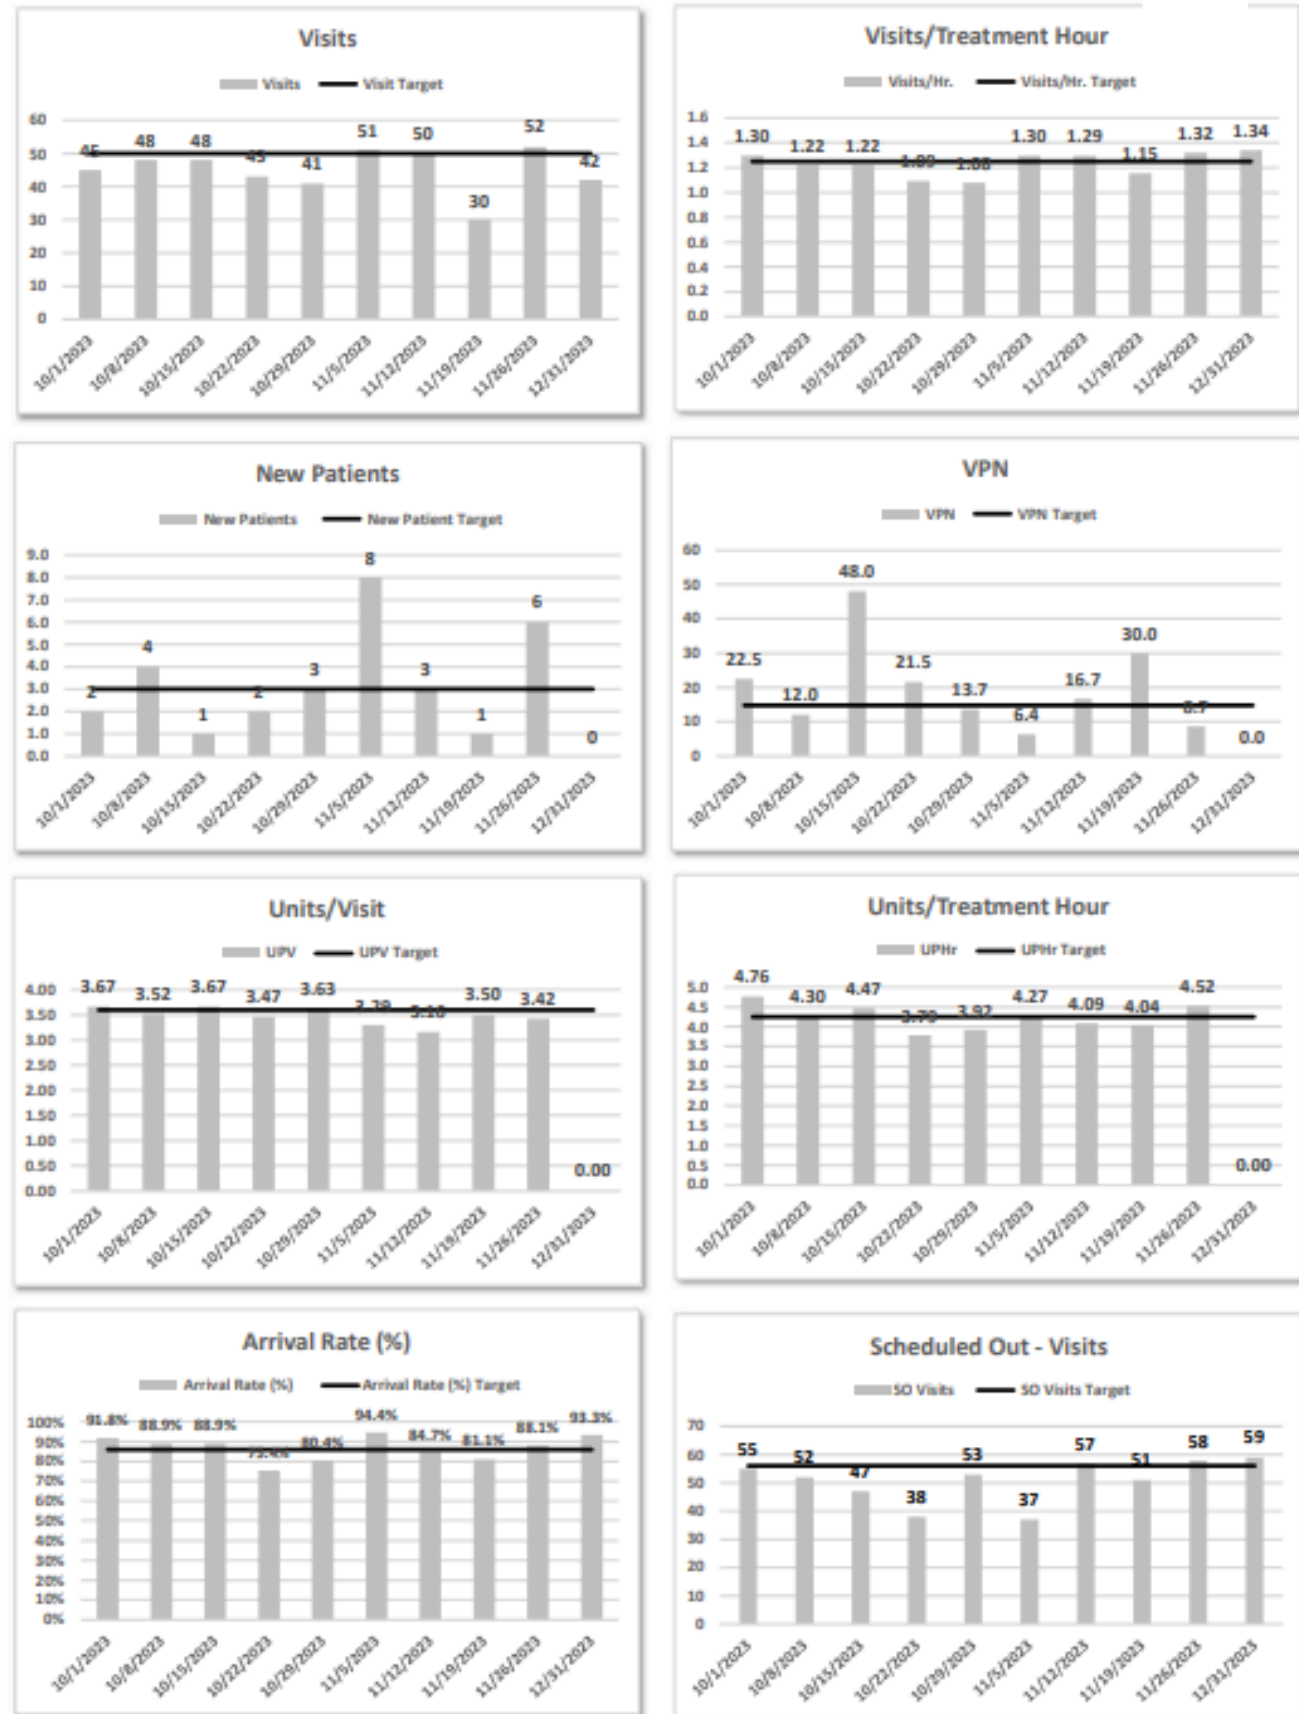 Visits
Visits Visit Target
60
50
40
30
20
10
0
45 48 48 43 41 51 50 30 52 42
10/1/2023 10/8/2023 10/15/2023 10/22/2023 10/29/2023 11/5/2023 11/12/2023 11/19/2023 11/26/2023 12/31/2023
Visits/Treatment Hour
Visits/Hr. Visits/Hr. Target
1.6
1.4
1.2
1.0
0.8
0.6
0.4
0.2
0.0
1.30 1.22 1.22 1.09 1.08 1.30 1.29 1.15 1.32 1.34
10/1/2023 10/8/2023 10/15/2023 10/22/2023 10/29/2023 11/5/2023 11/12/2023 11/19/2023 11/26/2023 12/31/2023
New Patients
New Patients New Patient Target
9.0
8.0
7.0
6.0
5.0
4.0
3.0
2.0
1.0
0.0
2 4 1 2 3 8 3 1 6 0
10/1/2023 10/8/2023 10/15/2023 10/22/2023 10/29/2023 11/5/2023 11/12/2023 11/19/2023 11/26/2023 12/31/2023
VPN
VPN VPN Target
60
50
40
30
20
10
0
22.5 12.0 48.0 21.5 13.7 6.4 16.7 30.0 8.7 0.0
10/1/2023 10/8/2023 10/15/2023 10/22/2023 10/29/2023 11/5/2023 11/12/2023 11/19/2023 11/26/2023 12/31/2023
Units/Visit
UPV UPV Target
4.00
3.50
3.00
2.50
2.00
1.50
1.00
0.50
0.00
3.67 3.52 3.67 3.47 3.63 3.29 3.16 3.50 3.42 0.00
10/1/2023 10/8/2023 10/15/2023 10/22/2023 10/29/2023 11/5/2023 11/12/2023 11/19/2023 11/26/2023 12/31/2023
Units/Treatment Hour
UPHr UPHr Target
5.0
4.5
4.0
3.5
3.0
2.5
2.0
1.5
1.0
0.5
0.0
4.76 4.30 4.47 3.79 3.92 4.27 4.09 4.04 4.52 0.00
10/1/2023 10/8/2023 10/15/2023 10/22/2023 10/29/2023 11/5/2023 11/12/2023 11/19/2023 11/26/2023 12/31/2023
Arrival Rate (%)
Arrival Rate (%) Arrival Rate (%) Target
100%
90%
80%
70%
60%
50%
40%
30%
20%
10%
0%
91.8% 88.9% 88.9% 75.4% 80.4% 94.4% 84.7% 81.1% 88.1% 93.3%
10/1/2023 10/8/2023 10/15/2023 10/22/2023 10/29/2023 11/5/2023 11/12/2023 11/19/2023 11/26/2023 12/31/2023
Scheduled Out - Visits
SO Visits SO Visits Target
70
60
50
40
30
20
10
0
55 52 47 38 53 37 57 51 58 59
10/1/2023 10/8/2023 10/15/2023 10/22/2023 10/29/2023 11/5/2023 11/12/2023 11/19/2023 11/26/2023 12/31/2023